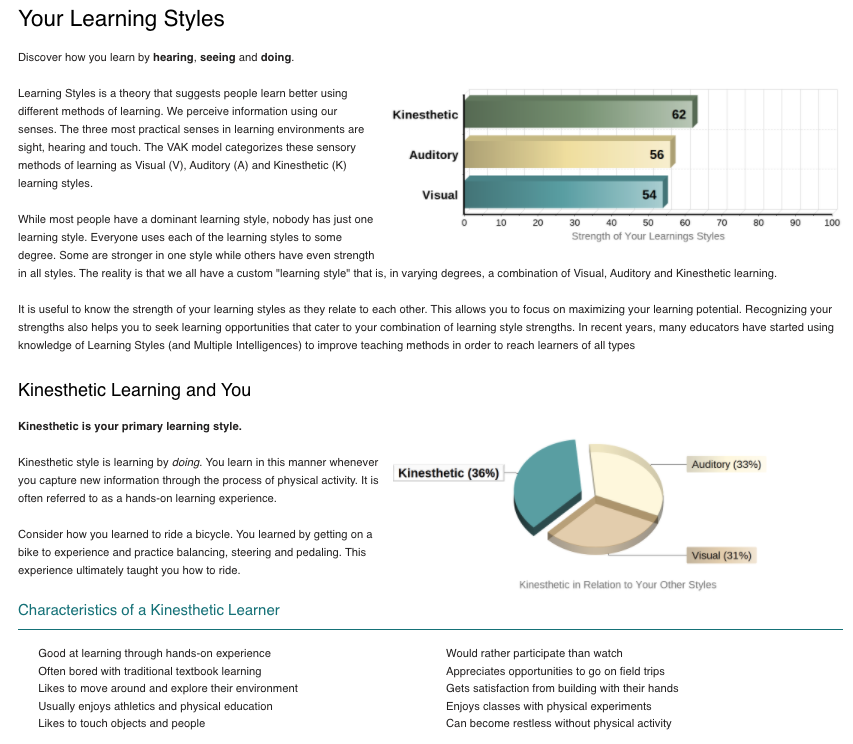 Your Learning Styles
Discover how you learn by hearing, seeing and doing.
Learning Styles is a theory that suggests people learn better using
different methods of learning. We perceive information using our
senses. The three most practical senses in learning environments are
sight, hearing and touch. The VAK model categorizes these sensory
methods of learning as Visual (V), Auditory (A) and Kinesthetic (K)
learning styles.
While most people have a dominant learning style, nobody has just one
learning style. Everyone uses each of the learning styles to some
degree. Some are stronger in one style while others have even strength
in all styles. The reality is that we all have a custom "learning style" that is, in varying degrees, a combination of Visual, Auditory and Kinesthetic learning.
Kinesthetic 62
Auditory 56
Visual 54
0 10 20 30 40 50 60 70 80 90 100
Strength of Your Learnings Styles
It is useful to know the strength of your learning styles as they relate to each other. This allows you to focus on maximizing your learning potential. Recognizing your
strengths also helps you to seek learning opportunities that cater to your combination of learning style strengths. In recent years, many educators have started using
knowledge of Learning Styles (and Multiple Intelligences) to improve teaching methods in order to reach learners of all types
Kinesthetic Learning and You
Kinesthetic is your primary learning style.
Kinesthetic style is learning by doing. You learn in this manner whenever
you capture new information through the process of physical activity. It is
often referred to as a hands-on learning experience.
Consider how you learned to ride a bicycle. You learned by getting on a
bike to experience and practice balancing, steering and pedaling. This
experience ultimately taught you how to ride.
Kinesthetic (36%)
Auditory (33%)
Visual (31%)
Kinesthetic in Relation to Your Other Styles
Characteristics of a Kinesthetic Learner
Good at learning through hands-on experience
Often bored with traditional textbook learning
Likes to move around and explore their environment
Usually enjoys athletics and physical education
Likes to touch objects and people
Would rather participate than watch
Appreciates opportunities to go on field trips
Gets satisfaction from building with their hands
Enjoys classes with physical experiments
Can become restless without physical activity